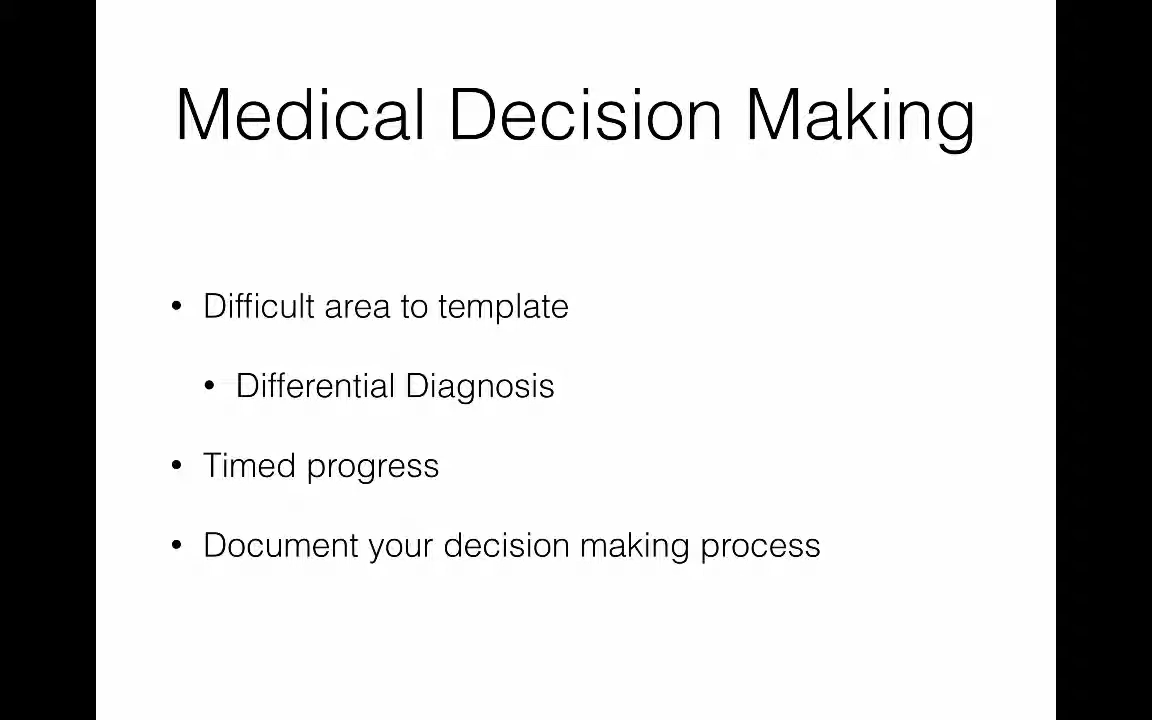 Medical Decision Making
• Difficult area to template
• Differential Diagnosis
• Timed progress
• Document your decision making process